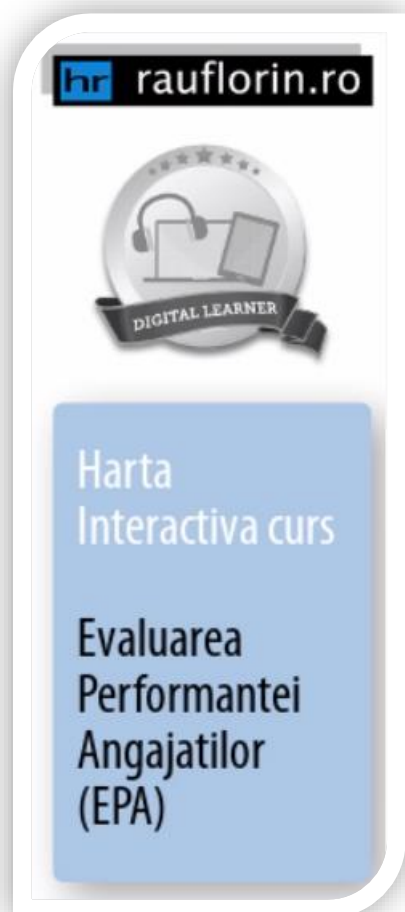 hr rauflorin.ro
DIGITAL LEARNER
Harta
Interactiva curs
Evaluarea
Performantei
Angajatilor
(EPA)